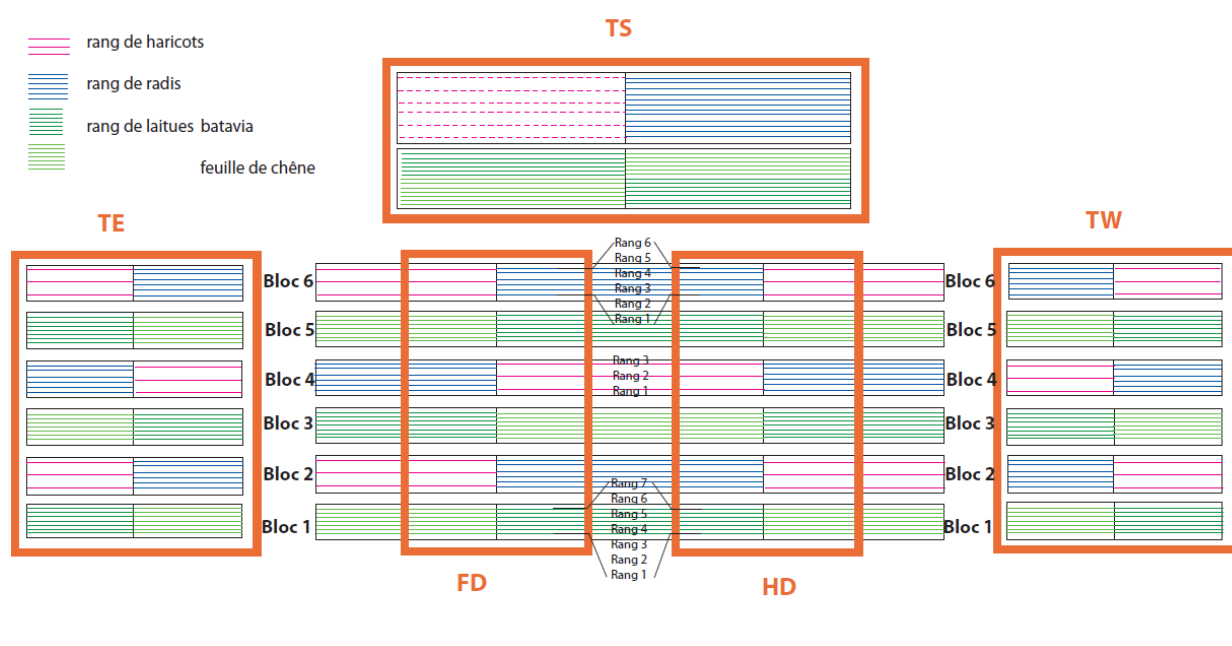 TS
rang de haricots
rang de radis
rang de laitues batavia
feuille de chêne
TE
TW
Rang 6
Rang 5
Rang 4
Rang 3
Rang 2
Rang 1
Bloc 6
Bloc 6
Bloc 5
Bloc 5
Rang 3
Rang 2
Rang 1
Bloc 4
Bloc 4
Bloc 3
Bloc 3
Bloc 2
Bloc 2
Rang 7
Rang 6
Rang 5
Rang 4
Rang 3
Rang 2
Rang 1
Bloc 1
Bloc 1
FD
HD